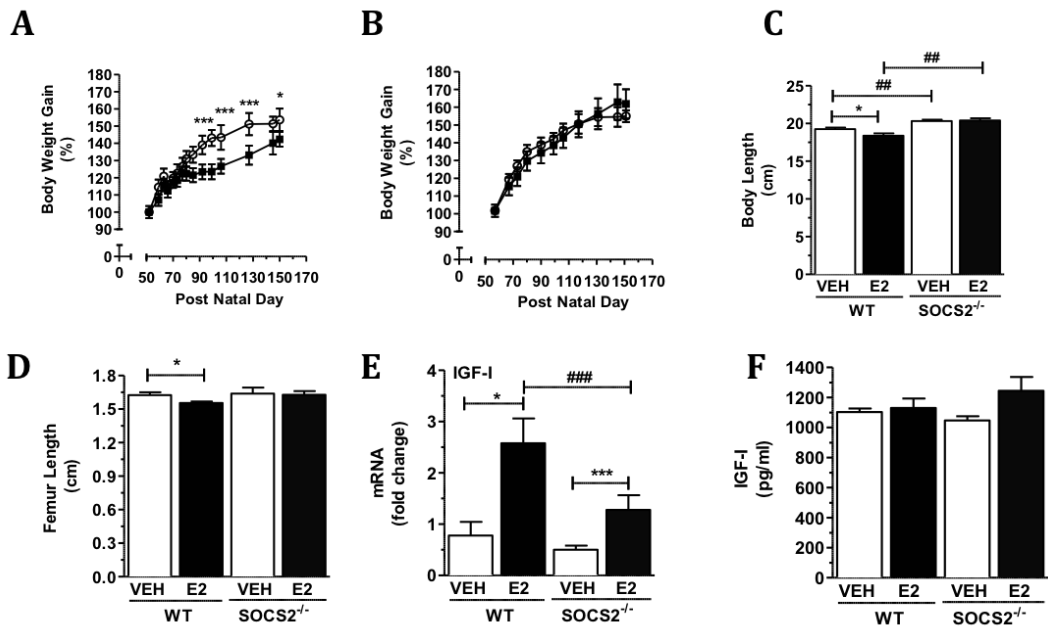 A
Body Weight Gain
(%)
180
170
160
150
140
130
120
110
100
90
0
*** *** *** *
0 50 70 90 110 130 150 170
Post Natal Day
B
Body Weight Gain
(%)
180
170
160
150
140
130
120
110
100
90
0
0 50 70 90 110 130 150 170
Post Natal Day
C
Body Length
(cm)
25
20
15
10
5
0
##
##
*
VEH E2 VEH E2
WT SOCS2-/-
D
Femur Length
(cm)
1.8
1.5
1.2
0.9
0.6
0.3
0.0
*
VEH E2 VEH E2
WT SOCS2-/-
E
IGF-I
mRNA
(fold change)
4
3
2
1
0
*
###
***
VEH E2 VEH E2
WT SOCS2-/-
F
IGF-I
(pg/ml)
1400
1200
1000
800
600
400
200
0
VEH E2 VEH E2
WT SOCS2-/-